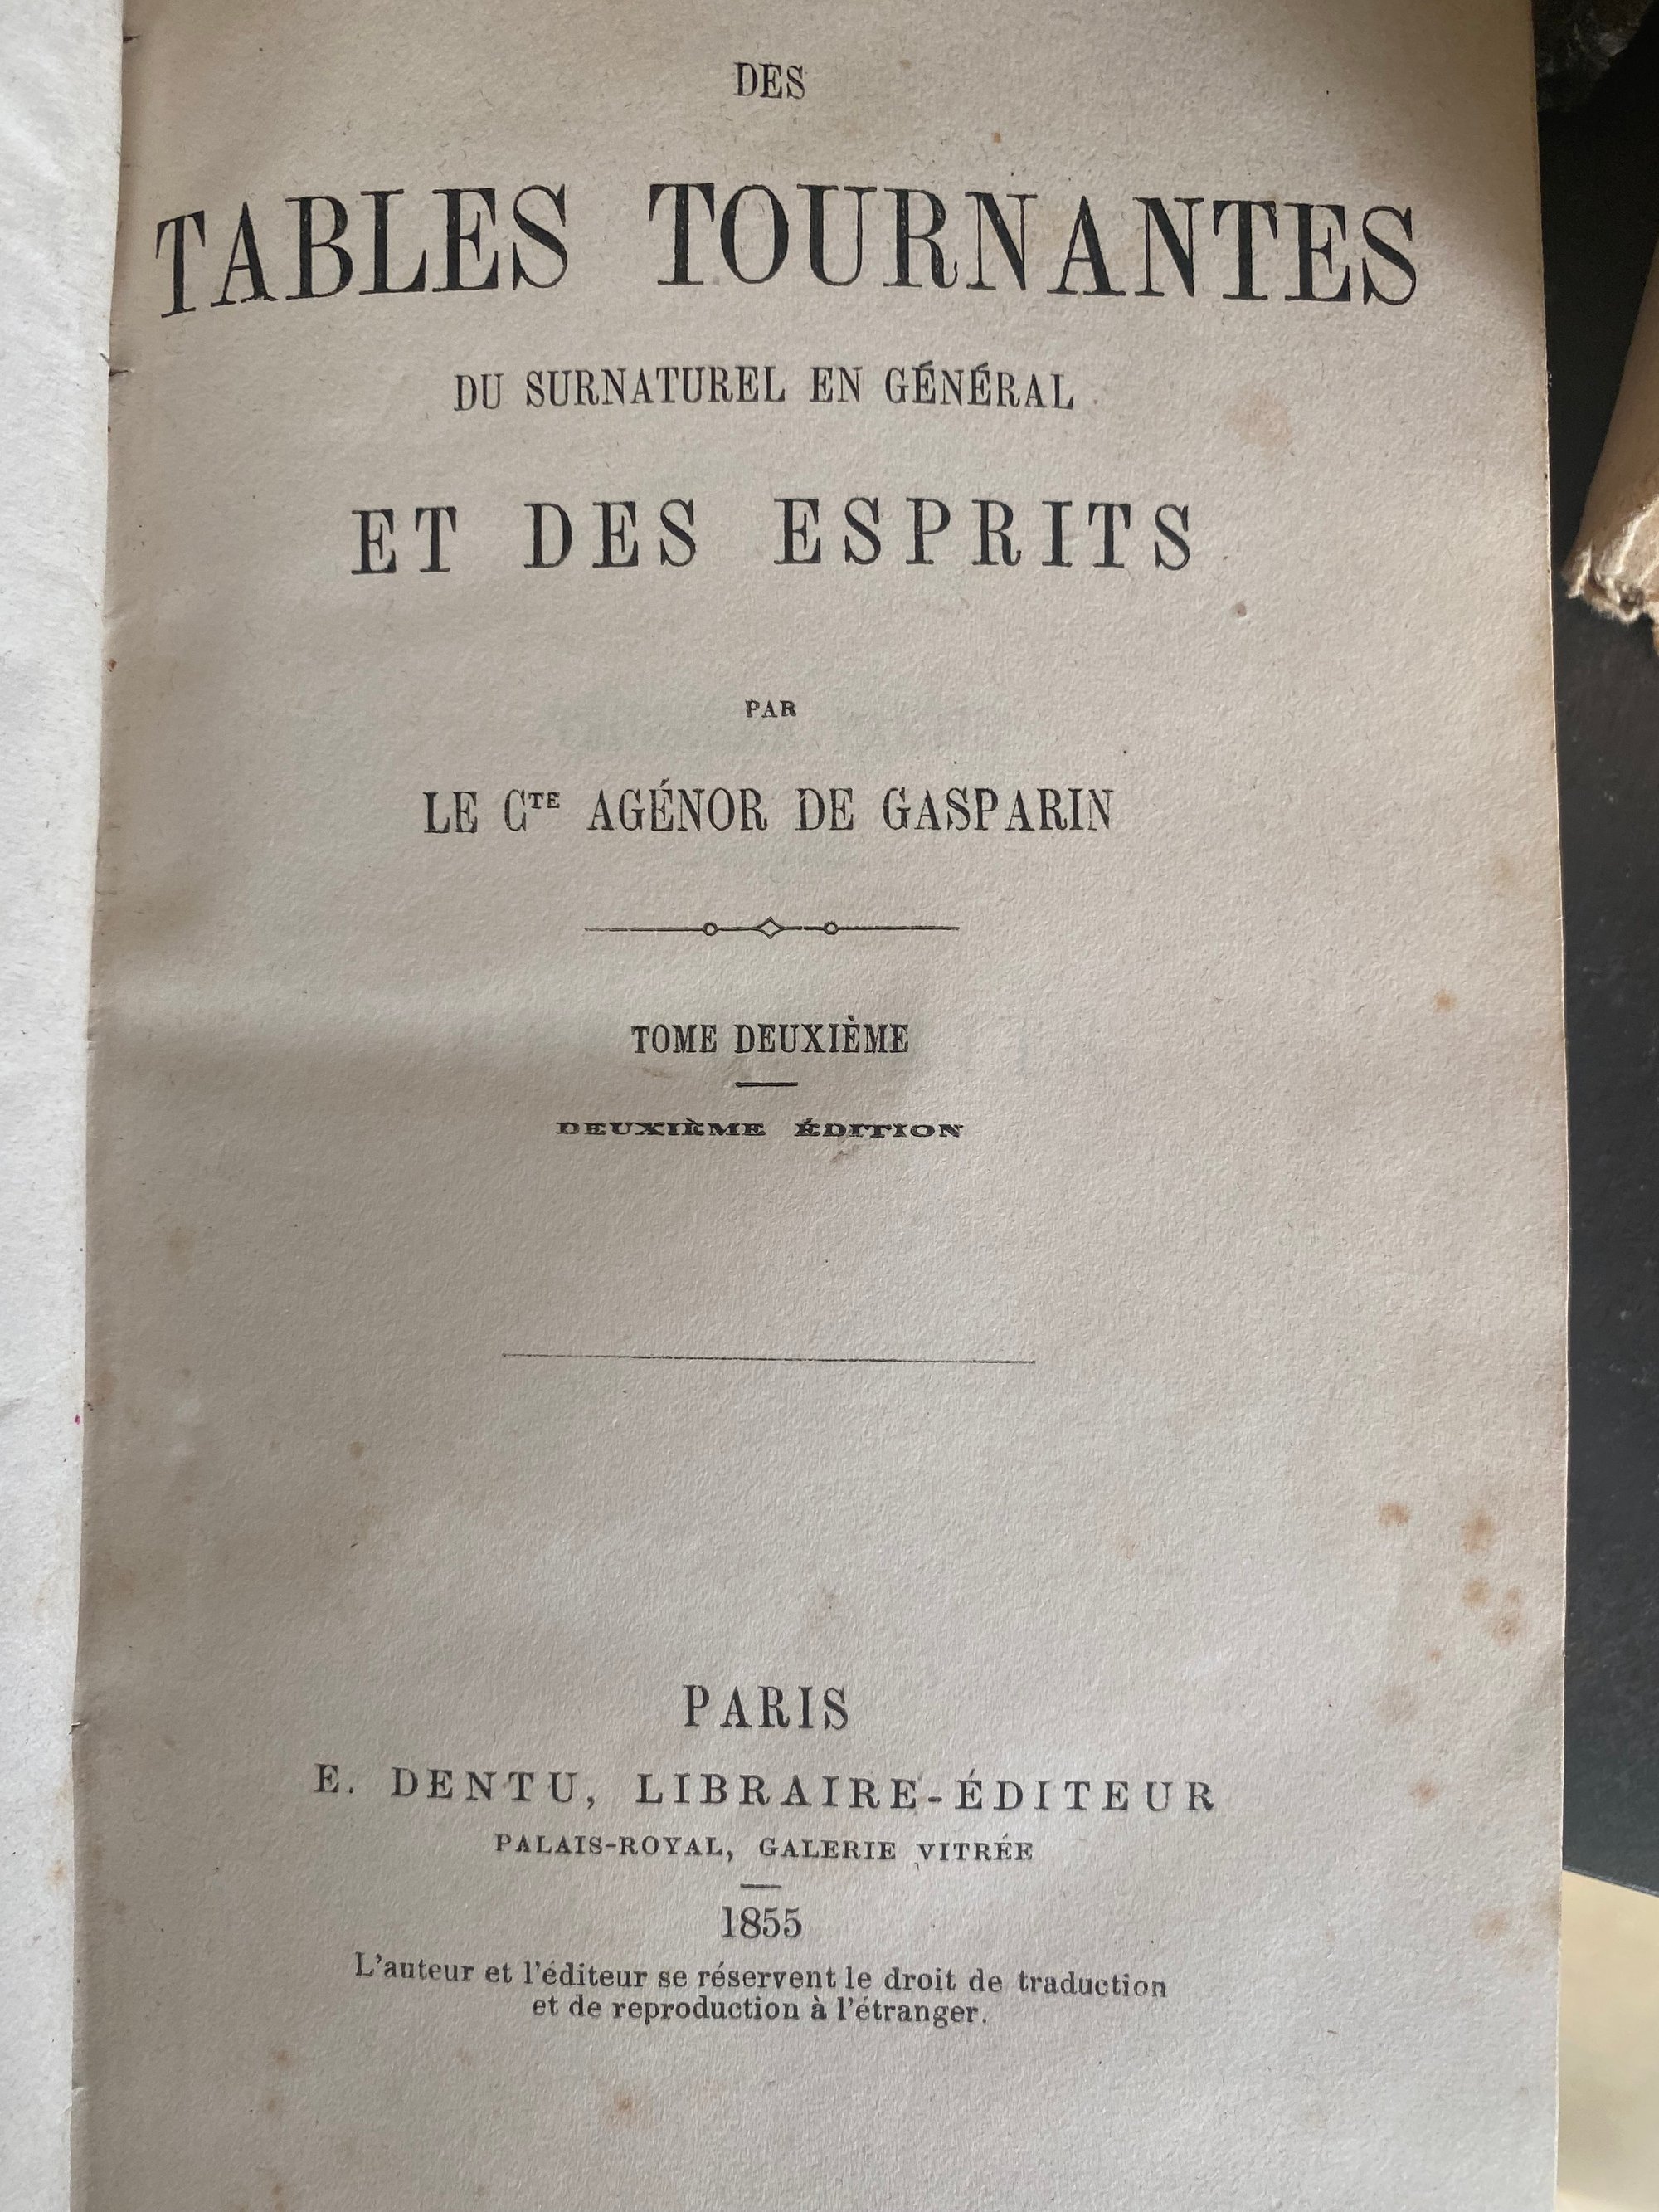 DES
TABLES TOURNANTES
DU SURNATUREL EN GÉNÉRAL
ET DES ESPRITS
PAR
LE CTE AGÉNOR DE GASPARIN
TOME DEUXIÈME
DEUXIÈME ÉDITION
PARIS
E. DENTU, LIBRAIRE-ÉDITEUR
PALAIS-ROYAL, GALERIE VITRÉE
1855
L'auteur et l'éditeur se réservent le droit de traduction
et de reproduction à l'étranger.